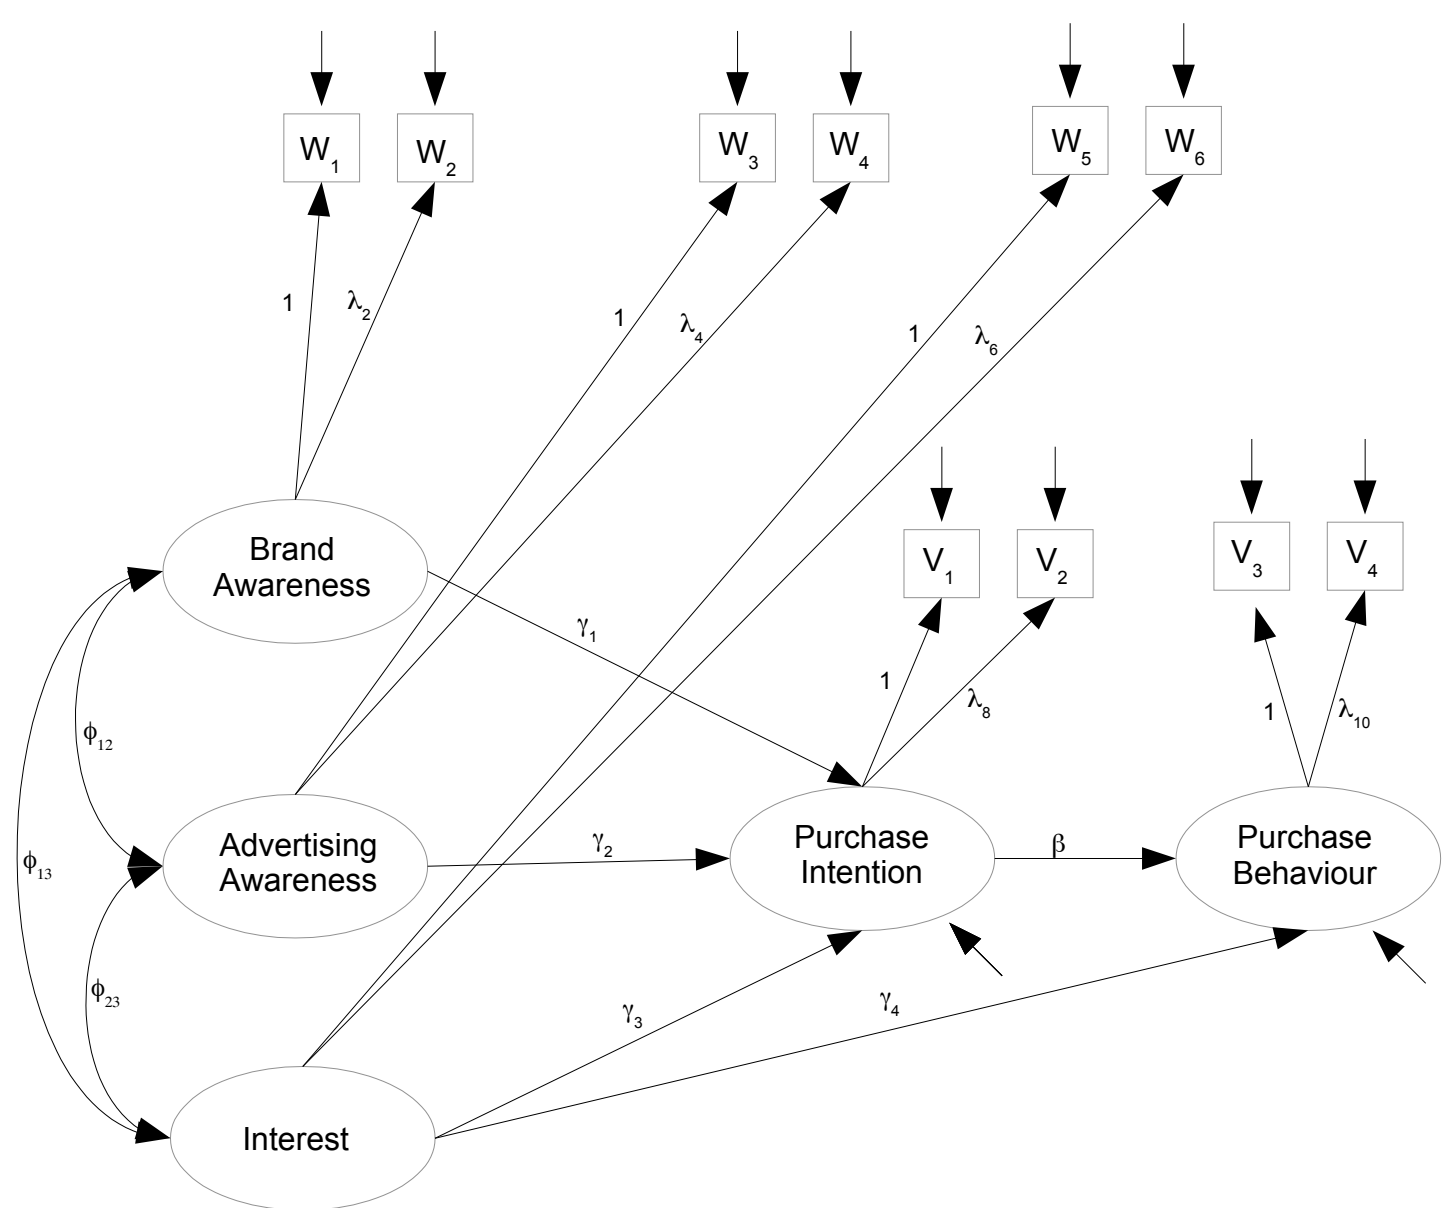 W₁
W₂
W₃
W₄
W₅
W₆
1
λ₂
1
λ₄
1
λ₆
Brand
Awareness
V₁
V₂
V₃
V₄
γ₁
1
λ₈
1
λ₁₀
ϕ₁₂
ϕ₁₃
Advertising
Awareness
γ₂
Purchase
Intention
β
Purchase
Behaviour
ϕ₂₃
γ₃
γ₄
Interest